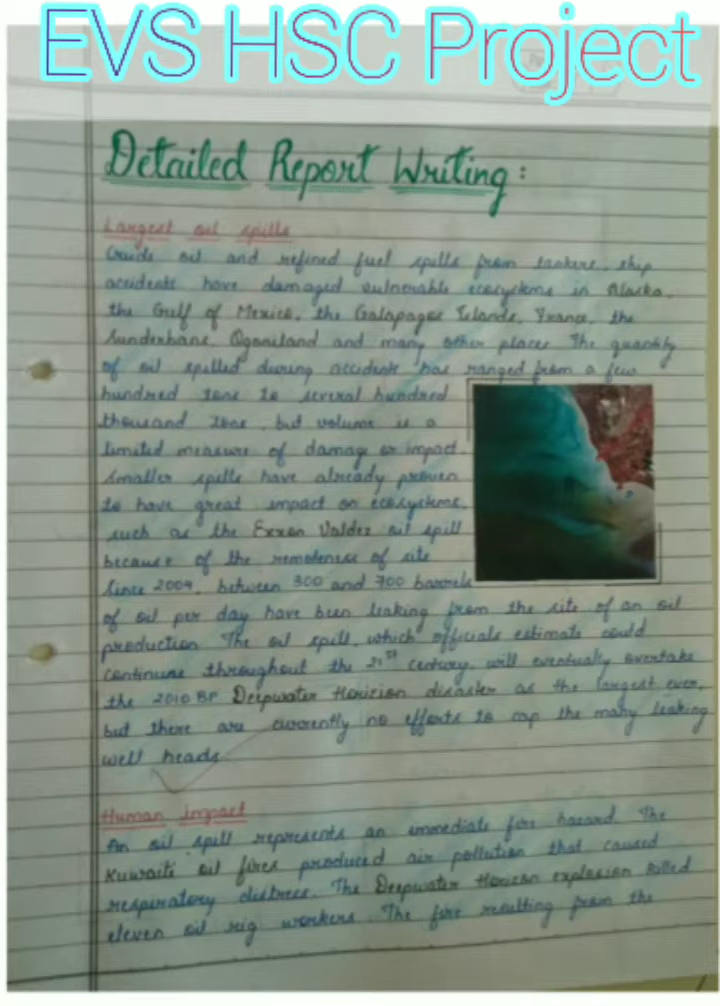 EVS HSC Project
Detailed Report Writing:
Largest oil spills
Crude oil and refined fuel spills from tankers, ship
accidents have damaged vulnerable ecosystems in Alaska,
the Gulf of Mexico, the Galapagos Islands, France, the
Sunderbans, Ogoniland and many other places The quantity
of oil spilled during accidents has ranged from a few
hundred tons to several hundred
thousand tons, but volume is a
limited measure of damage or impact.
Smaller spills have already proven
to have great impact on ecosystems,
such as the Exxon Valdez oil spill
because of the remoteness of site
Since 2004, between 300 and 700 barrels
of oil per day have been leaking from the site of an oil
production The oil spill, which officials estimate could
continue throughout the 21st century, will eventually overtake
the 2010 BP Deepwater Horizion disaster as the largest ever,
but there are currently no efforts to cap the many leaking
well heads
Human impact
An oil spill represents an immediate fire hazard. The
Kuwaiti oil fires produced air pollution that caused
respiratory distress. The Deepwater Horizon explosion killed
eleven oil rig workers. The fire resulting from the